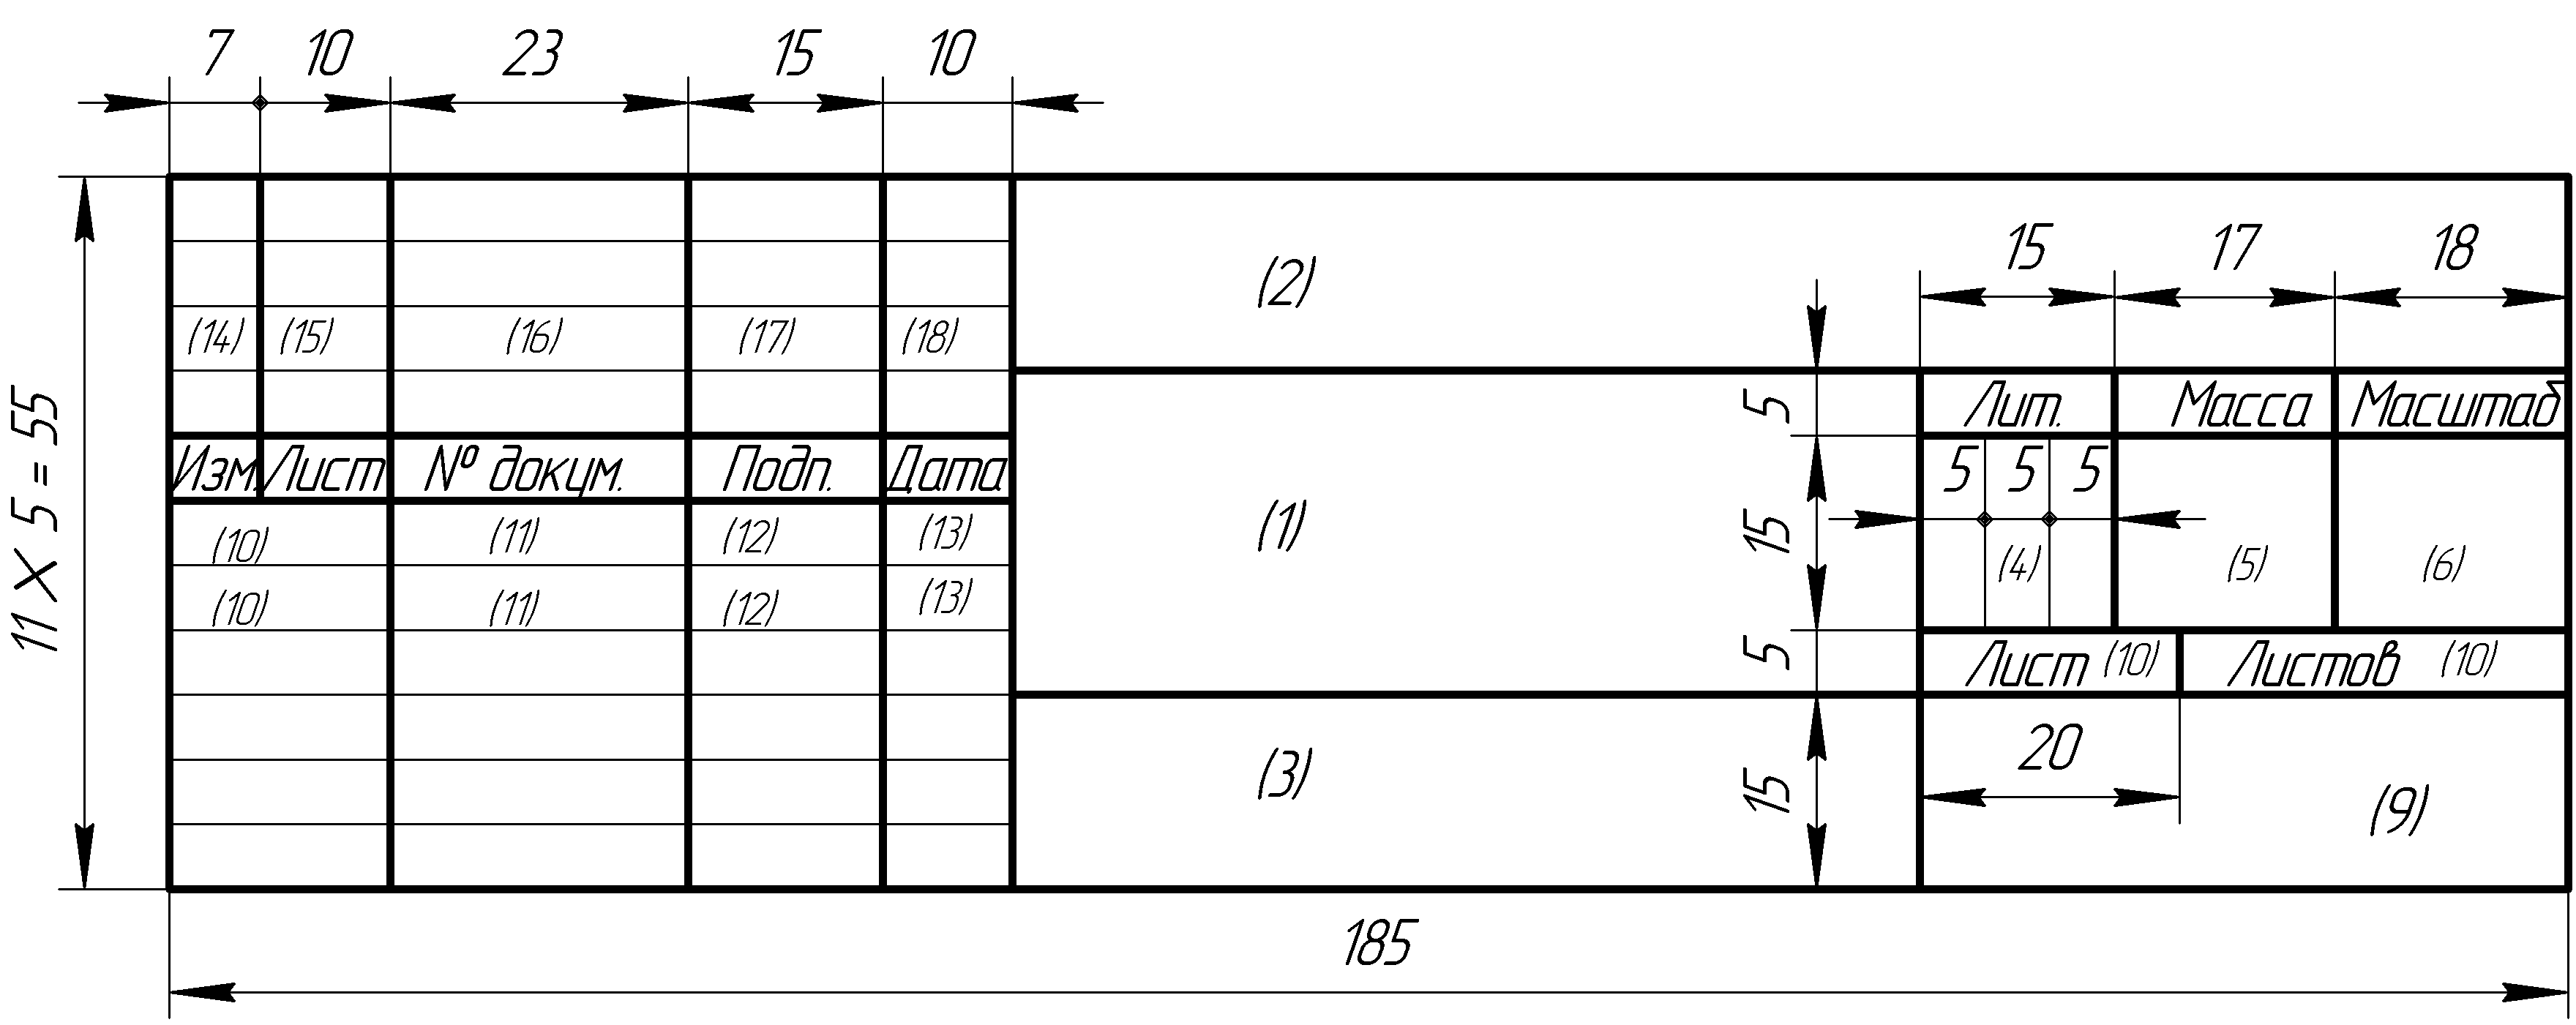 7 10 23 15 10
(2)
15 17 18
(14) (15) (16) (17) (18)
11 X 5 = 55
5
Лит. Масса Масштаб
Изм. Лист № докум. Подп. Дата
5 5 5
(1)
15
(10) (11) (12) (13)
(4) (5) (6)
(10) (11) (12) (13)
5
Лист (10) Листов (10)
20
(3)
15
(9)
185